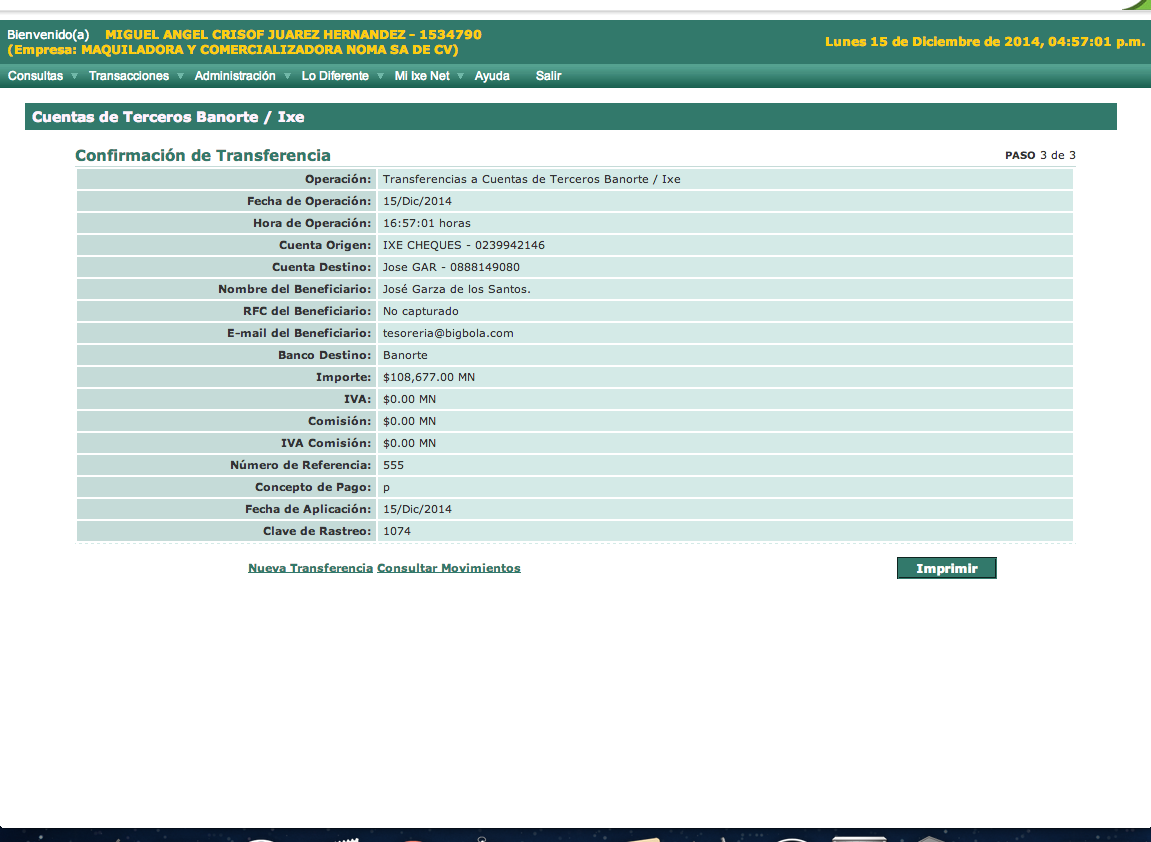 Bienvenido(a) MIGUEL ANGEL CRISOF JUAREZ HERNANDEZ - 1534790
(Empresa: MAQUILADORA Y COMERCIALIZADORA NOMA SA DE CV)
Lunes 15 de Diciembre de 2014, 04:57:01 p.m.
Consultas Transacciones Administración Lo Diferente Mi Ixe Net Ayuda Salir
Cuentas de Terceros Banorte / Ixe
Confirmación de Transferencia PASO 3 de 3
Operación: Transferencias a Cuentas de Terceros Banorte / Ixe
Fecha de Operación: 15/Dic/2014
Hora de Operación: 16:57:01 horas
Cuenta Origen: IXE CHEQUES - 0239942146
Cuenta Destino: Jose GAR - 0888149080
Nombre del Beneficiario: José Garza de los Santos.
RFC del Beneficiario: No capturado
E-mail del Beneficiario: tesoreria@bigbola.com
Banco Destino: Banorte
Importe: $108,677.00 MN
IVA: $0.00 MN
Comisión: $0.00 MN
IVA Comisión: $0.00 MN
Número de Referencia: 555
Concepto de Pago: p
Fecha de Aplicación: 15/Dic/2014
Clave de Rastreo: 1074
Nueva Transferencia Consultar Movimientos Imprimir